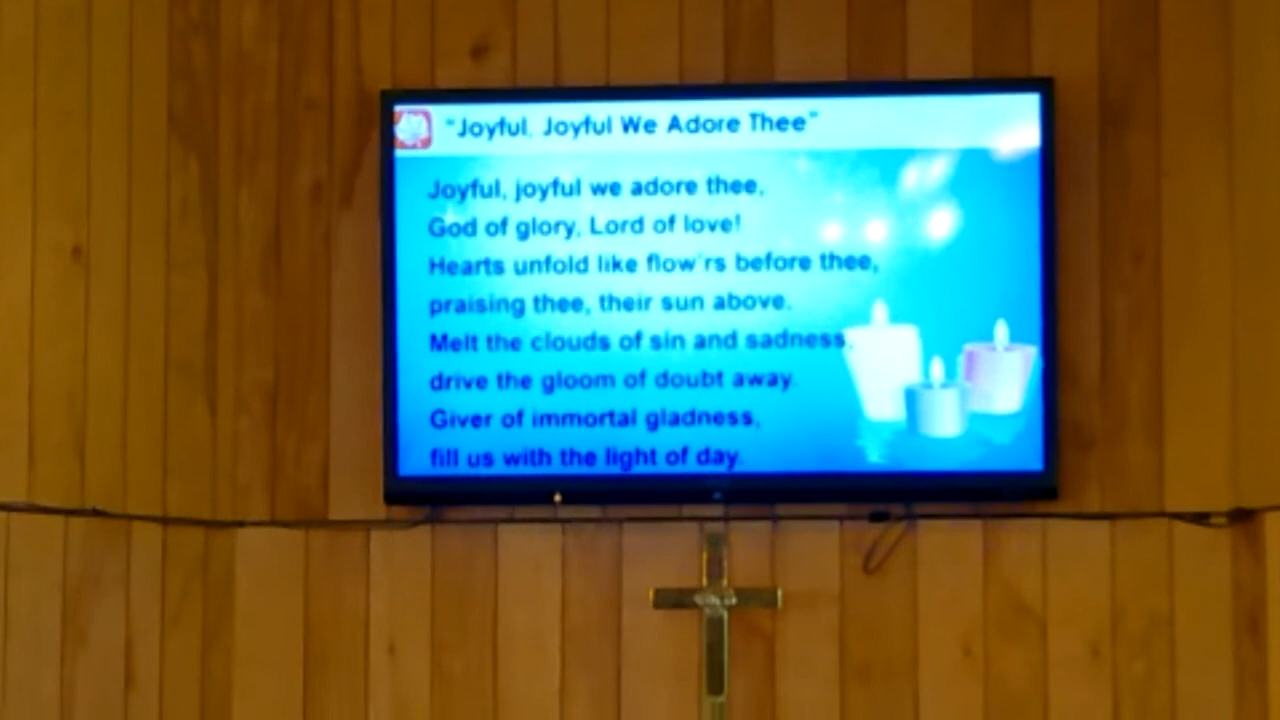 "Joyful, Joyful We Adore Thee"
Joyful, joyful we adore thee,
God of glory, Lord of love!
Hearts unfold like flow'rs before thee,
praising thee, their sun above.
Melt the clouds of sin and sadness,
drive the gloom of doubt away.
Giver of immortal gladness,
fill us with the light of day.